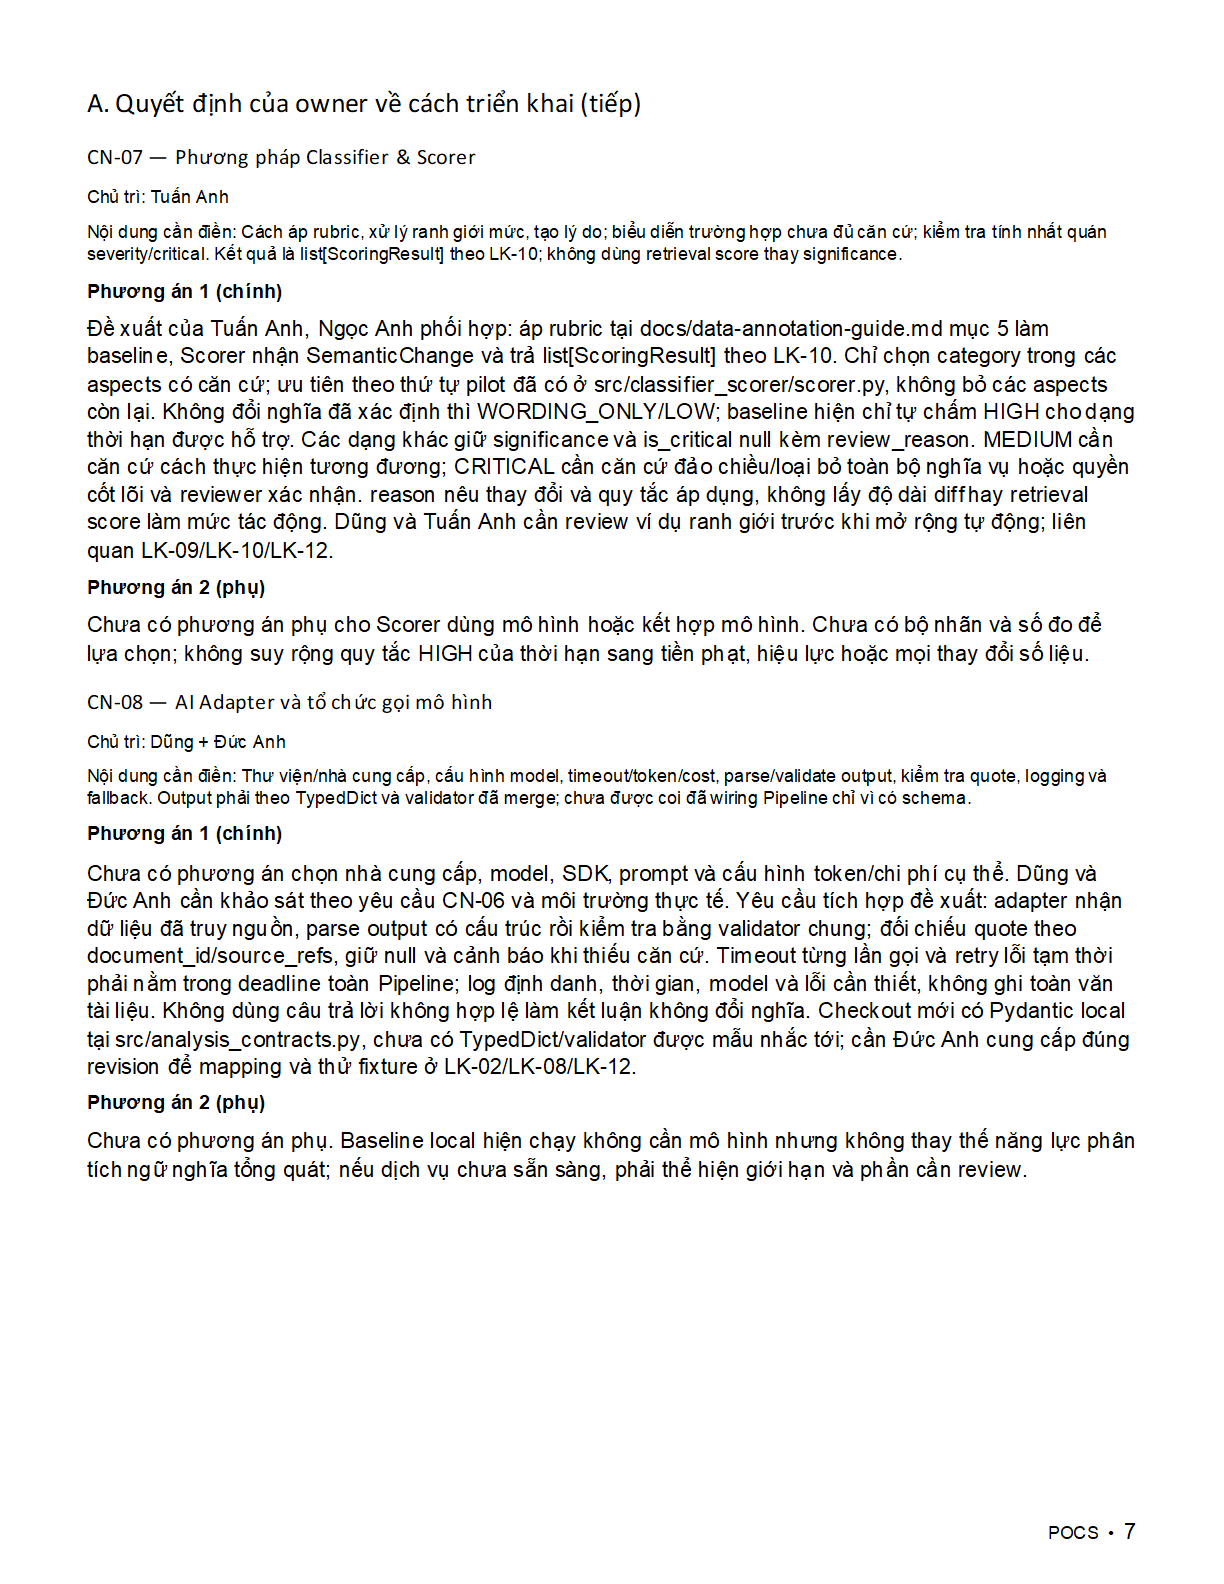 A. Quyết định của owner về cách triển khai (tiếp)
CN-07 — Phương pháp Classifier & Scorer
Chủ trì: Tuấn Anh
Nội dung cần điền: Cách áp rubric, xử lý ranh giới mức, tạo lý do; biểu diễn trường hợp chưa đủ căn cứ; kiểm tra tính nhất quán
severity/critical. Kết quả là list[ScoringResult] theo LK-10; không dùng retrieval score thay significance.
Phương án 1 (chính)
Đề xuất của Tuấn Anh, Ngọc Anh phối hợp: áp rubric tại docs/data-annotation-guide.md mục 5 làm
baseline, Scorer nhận SemanticChange và trả list[ScoringResult] theo LK-10. Chỉ chọn category trong các
aspects có căn cứ; ưu tiên theo thứ tự pilot đã có ở src/classifier_scorer/scorer.py, không bỏ các aspects
còn lại. Không đổi nghĩa đã xác định thì WORDING_ONLY/LOW; baseline hiện chỉ tự chấm HIGH cho dạng
thời hạn được hỗ trợ. Các dạng khác giữ significance và is_critical null kèm review_reason. MEDIUM cần
căn cứ cách thực hiện tương đương; CRITICAL cần căn cứ đảo chiều/loại bỏ toàn bộ nghĩa vụ hoặc quyền
cốt lõi và reviewer xác nhận. reason nêu thay đổi và quy tắc áp dụng, không lấy độ dài diff hay retrieval
score làm mức tác động. Dũng và Tuấn Anh cần review ví dụ ranh giới trước khi mở rộng tự động; liên
quan LK-09/LK-10/LK-12.
Phương án 2 (phụ)
Chưa có phương án phụ cho Scorer dùng mô hình hoặc kết hợp mô hình. Chưa có bộ nhãn và số đo để
lựa chọn; không suy rộng quy tắc HIGH của thời hạn sang tiền phạt, hiệu lực hoặc mọi thay đổi số liệu.
CN-08 — AI Adapter và tổ chức gọi mô hình
Chủ trì: Dũng + Đức Anh
Nội dung cần điền: Thư viện/nhà cung cấp, cấu hình model, timeout/token/cost, parse/validate output, kiểm tra quote, logging và
fallback. Output phải theo TypedDict và validator đã merge; chưa được coi đã wiring Pipeline chỉ vì có schema.
Phương án 1 (chính)
Chưa có phương án chọn nhà cung cấp, model, SDK, prompt và cấu hình token/chi phí cụ thể. Dũng và
Đức Anh cần khảo sát theo yêu cầu CN-06 và môi trường thực tế. Yêu cầu tích hợp đề xuất: adapter nhận
dữ liệu đã truy nguồn, parse output có cấu trúc rồi kiểm tra bằng validator chung; đối chiếu quote theo
document_id/source_refs, giữ null và cảnh báo khi thiếu căn cứ. Timeout từng lần gọi và retry lỗi tạm thời
phải nằm trong deadline toàn Pipeline; log định danh, thời gian, model và lỗi cần thiết, không ghi toàn văn
tài liệu. Không dùng câu trả lời không hợp lệ làm kết luận không đổi nghĩa. Checkout mới có Pydantic local
tại src/analysis_contracts.py, chưa có TypedDict/validator được mẫu nhắc tới; cần Đức Anh cung cấp đúng
revision để mapping và thử fixture ở LK-02/LK-08/LK-12.
Phương án 2 (phụ)
Chưa có phương án phụ. Baseline local hiện chạy không cần mô hình nhưng không thay thế năng lực phân
tích ngữ nghĩa tổng quát; nếu dịch vụ chưa sẵn sàng, phải thể hiện giới hạn và phần cần review.
POCS • 7